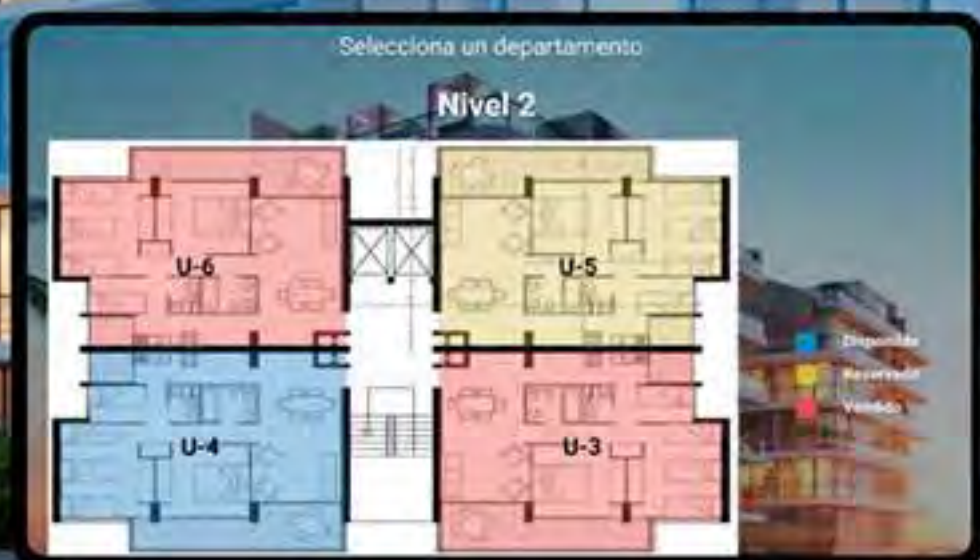 Selecciona un departamento
Nivel 2
U-6
U-5
U-4
U-3
Disponible
Reservado
Vendido